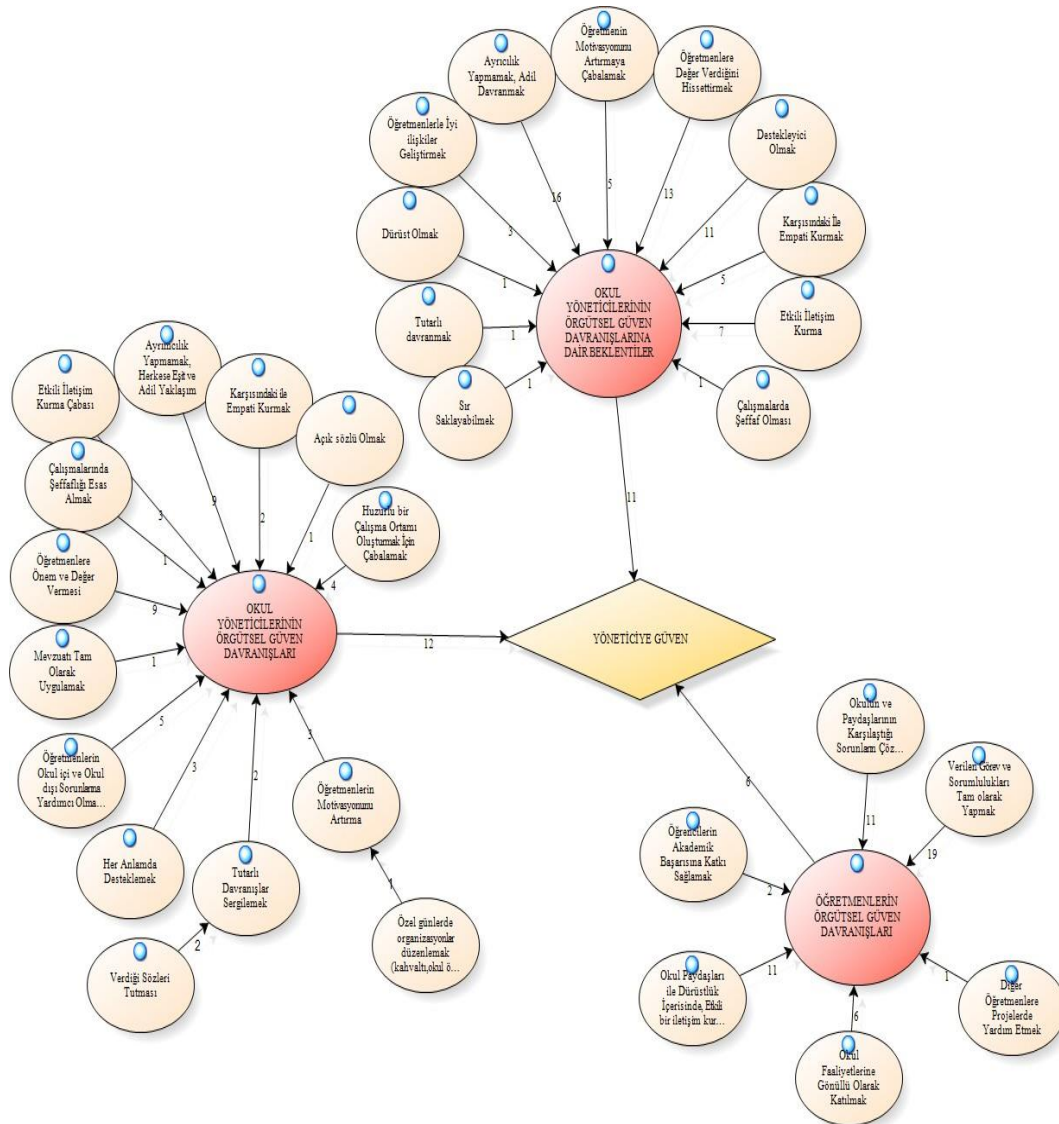 Öğretmenin
Motivasyonunu
Artırmaya
Çabalamak
Ayrıcılık
Yapmamak, Adil
Davranmak
Öğretmenlere
Değer Verdiğini
Hissettirmek
Öğretmenlerle İyi
ilişkiler
Geliştirmek
Destekleyici
Olmak
Dürüst Olmak
Karşısındaki İle
Empati Kurmak
Tutarlı
davranmak
Etkili İletişim
Kurma
Sır
Saklayabilmek
Çalışmalarda
Şeffaf Olması
16
5
13
3
11
1
5
1
7
1
1
OKUL
YÖNETİCİLERİNİN
ÖRGÜTSEL GÜVEN
DAVRANIŞLARINA
DAİR BEKLENTİLER
11
Etkili İletişim
Kurma Çabası
Ayrımcılık
Yapmamak,
Herkese Eşit ve
Adil Yaklaşım
Karşısındaki ile
Empati Kurmak
Açık sözlü Olmak
Çalışmalarında
Şeffaflığı Esas
Almak
Huzurlu bir
Çalışma Ortamı
Oluşturmak İçin
Çabalamak
Öğretmenlere
Önem ve Değer
Vermesi
Mevzuatı Tam
Olarak
Uygulamak
Öğretmenlerin
Okul içi ve Okul
dışı Sorunlarına
Yardımcı Olma...
Her Anlamda
Desteklemek
Tutarlı
Davranışlar
Sergilemek
Öğretmenlerin
Motivasyonunu
Artırma
Verdiği Sözleri
Tutması
Özel günlerde
organizasyonlar
düzenlemek
(kahvaltı,okul ö...
3
9
2
1
1
4
9
1
5
3
2
3
2
1
OKUL
YÖNETİCİLERİNİN
ÖRGÜTSEL GÜVEN
DAVRANIŞLARI
12
YÖNETİCİYE GÜVEN
6
Okulun ve
Paydaşlarının
Karşılaştığı
Sorunların Çöz...
Verilen Görev ve
Sorumlulukları
Tam olarak
Yapmak
Öğrencilerin
Akademik
Başarısına Katkı
Sağlamak
Okul Paydaşları
ile Dürüstlük
İçerisinde, Etkili
bir iletişim kur...
Okul
Faaliyetlerine
Gönüllü Olarak
Katılmak
Diğer
Öğretmenlere
Projelerde
Yardım Etmek
11
19
2
11
6
1
ÖĞRETMENLERİN
ÖRGÜTSEL GÜVEN
DAVRANIŞLARI